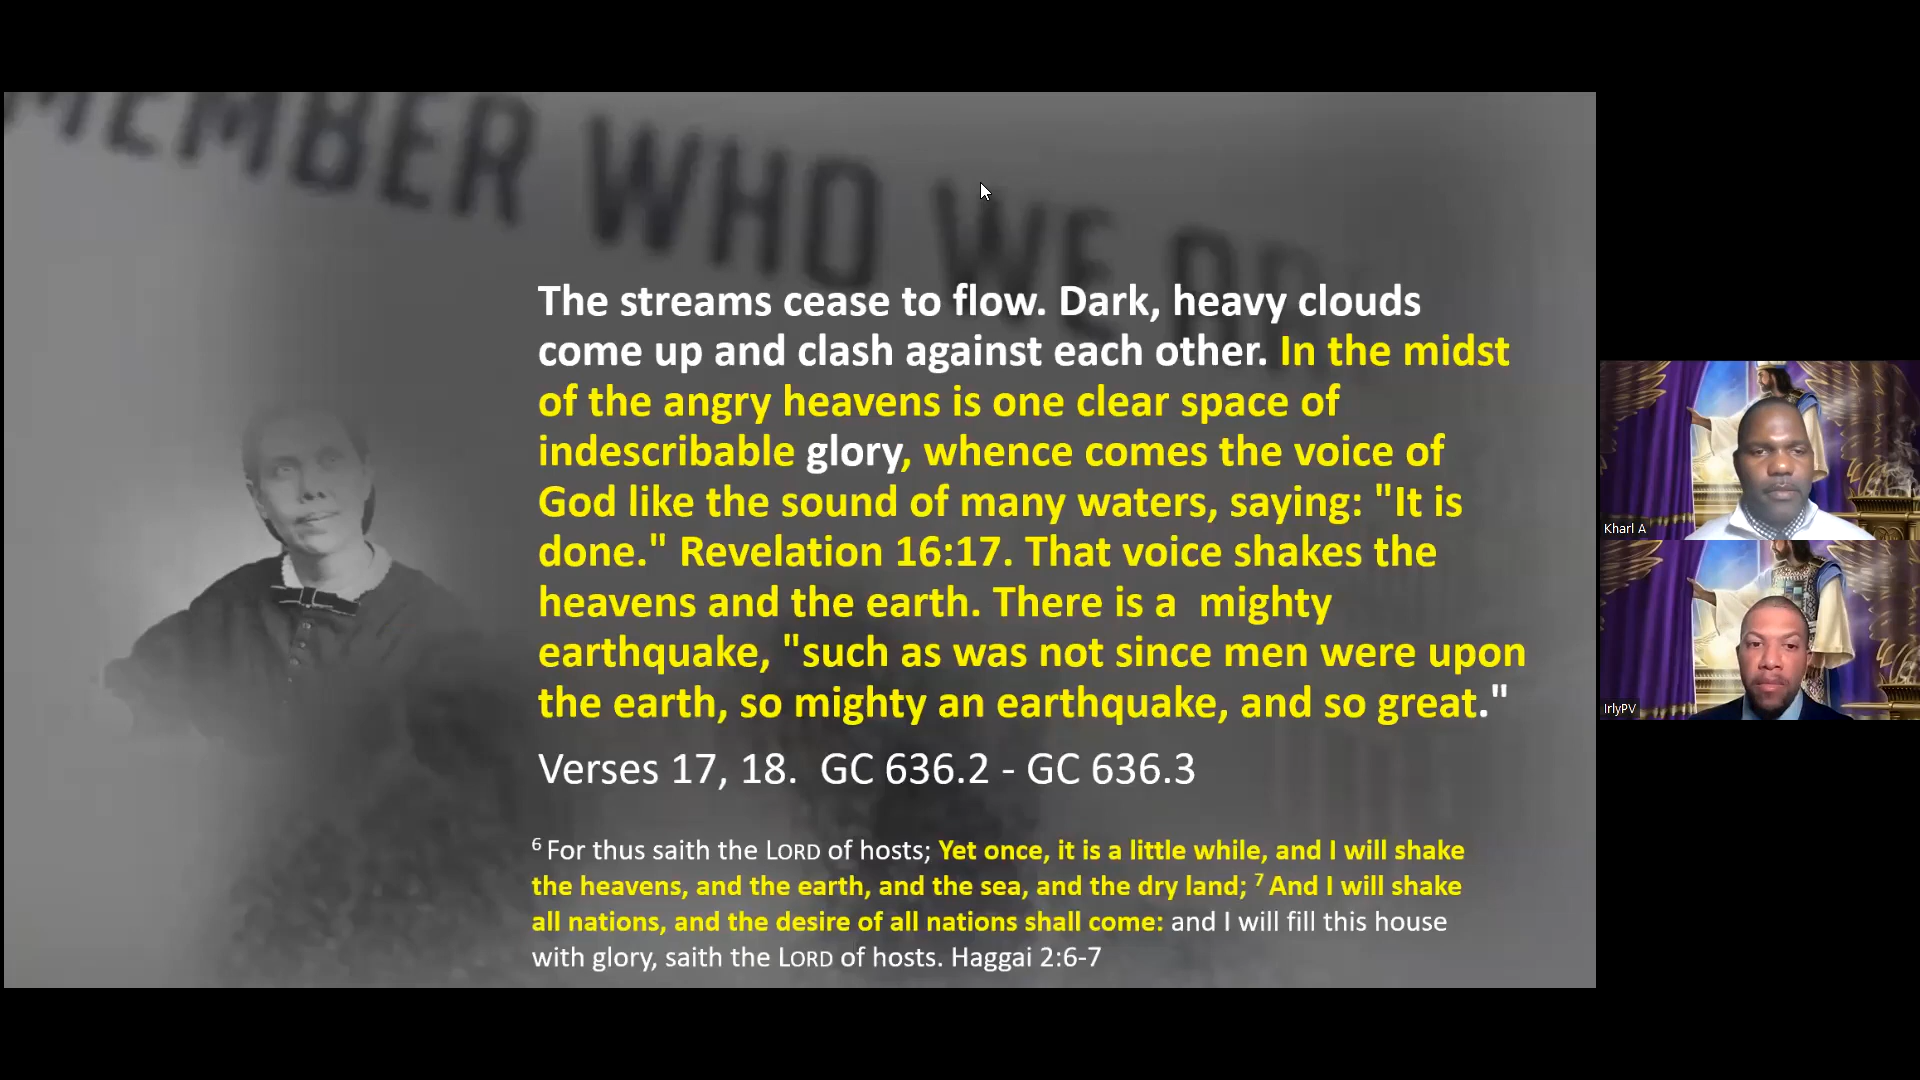 MEMBER WHO WE AR
The streams cease to flow. Dark, heavy clouds
come up and clash against each other. In the midst
of the angry heavens is one clear space of
indescribable glory, whence comes the voice of
God like the sound of many waters, saying: "It is
done." Revelation 16:17. That voice shakes the
heavens and the earth. There is a  mighty
earthquake, "such as was not since men were upon
the earth, so mighty an earthquake, and so great."
Verses 17, 18.  GC 636.2 - GC 636.3
6 For thus saith the LORD of hosts; Yet once, it is a little while, and I will shake
the heavens, and the earth, and the sea, and the dry land; 7 And I will shake
all nations, and the desire of all nations shall come: and I will fill this house
with glory, saith the LORD of hosts. Haggai 2:6-7
Kharl A
IrlyPV